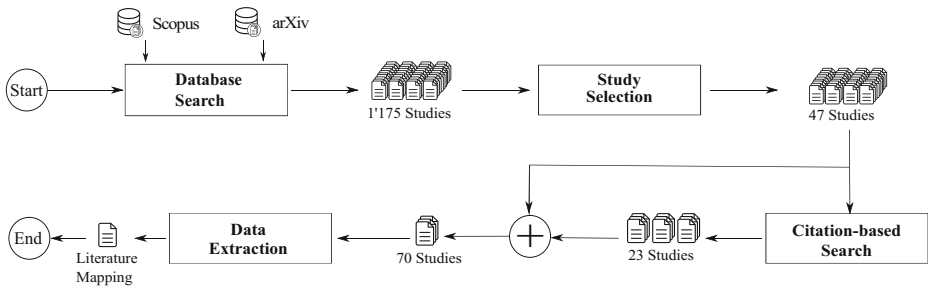 Scopus
arXiv
Start
Database
Search
1'175 Studies
Study
Selection
47 Studies
End
Literature
Mapping
Data
Extraction
70 Studies
23 Studies
Citation-based
Search